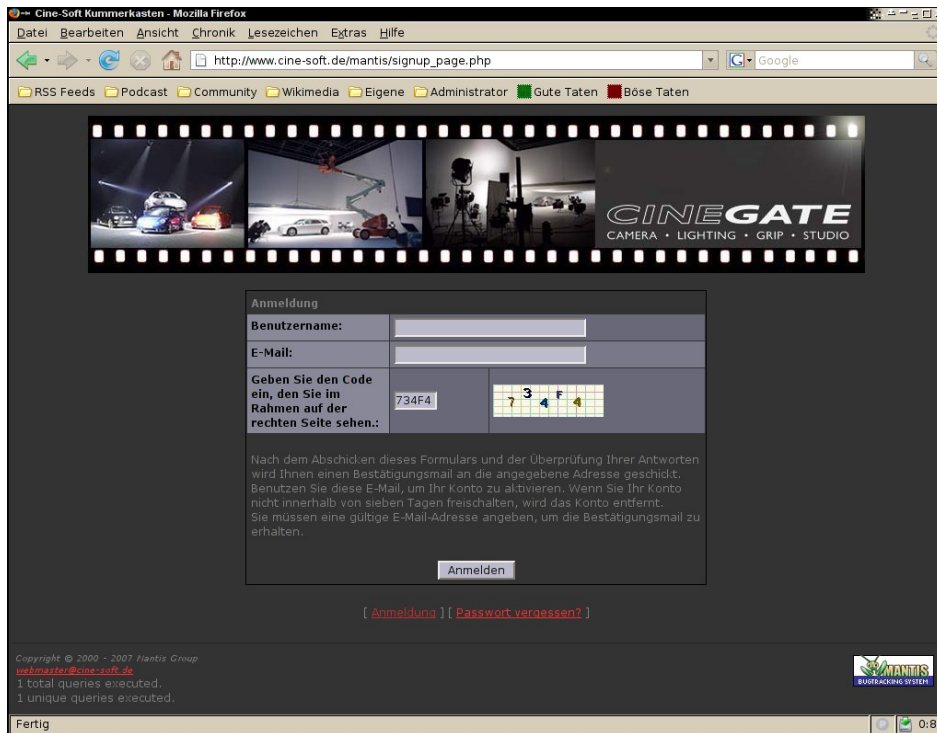 Cine-Soft Kummerkasten - Mozilla Firefox
Datei Bearbeiten Ansicht Chronik Lesezeichen Extras Hilfe
http://www.cine-soft.de/mantis/signup_page.php
G Google
RSS Feeds Podcast Community Wikimedia Eigene Administrator Gute Taten Böse Taten
CINEGATE
CAMERA • LIGHTING • GRIP • STUDIO
Anmeldung
Benutzername:
E-Mail:
Geben Sie den Code
ein, den Sie im
Rahmen auf der
rechten Seite sehen.:
734F4
7 3 4 F 4
Nach dem Abschicken dieses Formulars und der Überprüfung Ihrer Antworten
wird Ihnen einen Bestätigungsmail an die angegebene Adresse geschickt.
Benutzen Sie diese E-Mail, um Ihr Konto zu aktivieren. Wenn Sie Ihr Konto
nicht innerhalb von sieben Tagen freischalten, wird das Konto entfernt.
Sie müssen eine gültige E-Mail-Adresse angeben, um die Bestätigungsmail zu
erhalten.
Anmelden
[ Anmeldung ] [ Passwort vergessen? ]
Copyright © 2000 - 2007 Mantis Group
webmaster@cine-soft.de
1 total queries executed.
1 unique queries executed.
MANTIS
BUGTRACKING SYSTEM
Fertig
0:8